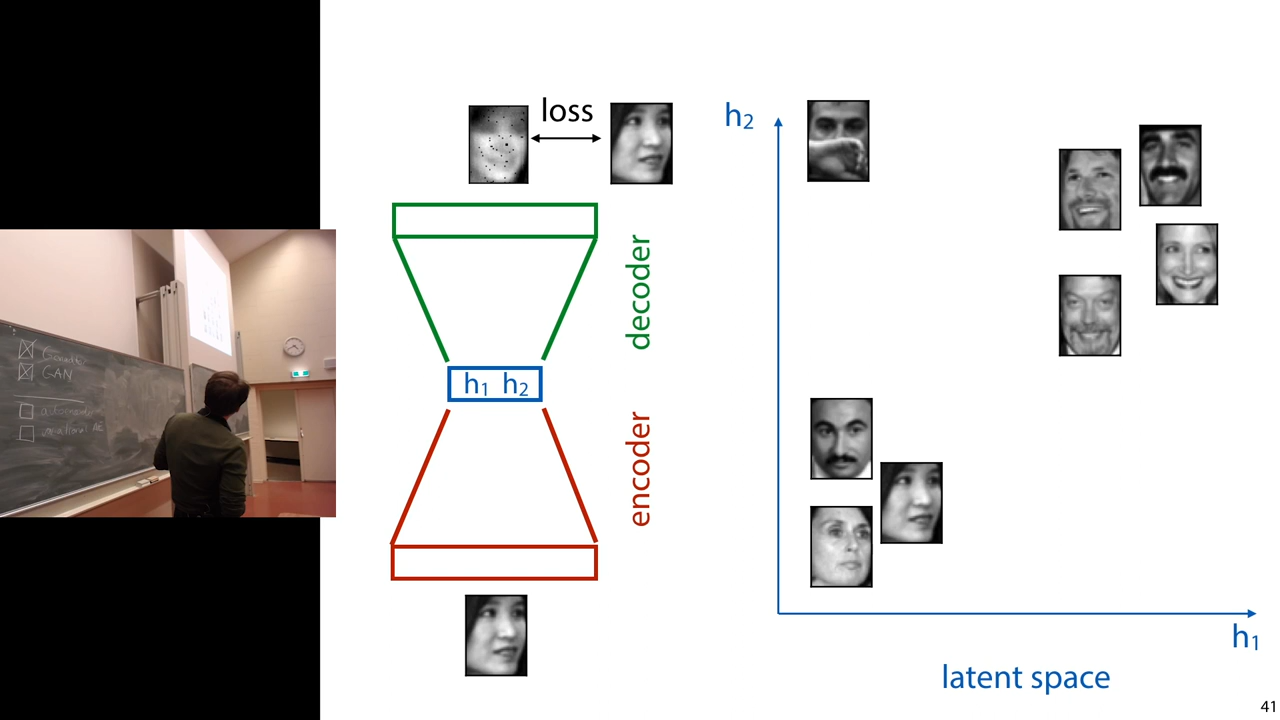 loss
decoder
h1 h2
encoder
h2
h1
latent space
41
GAN